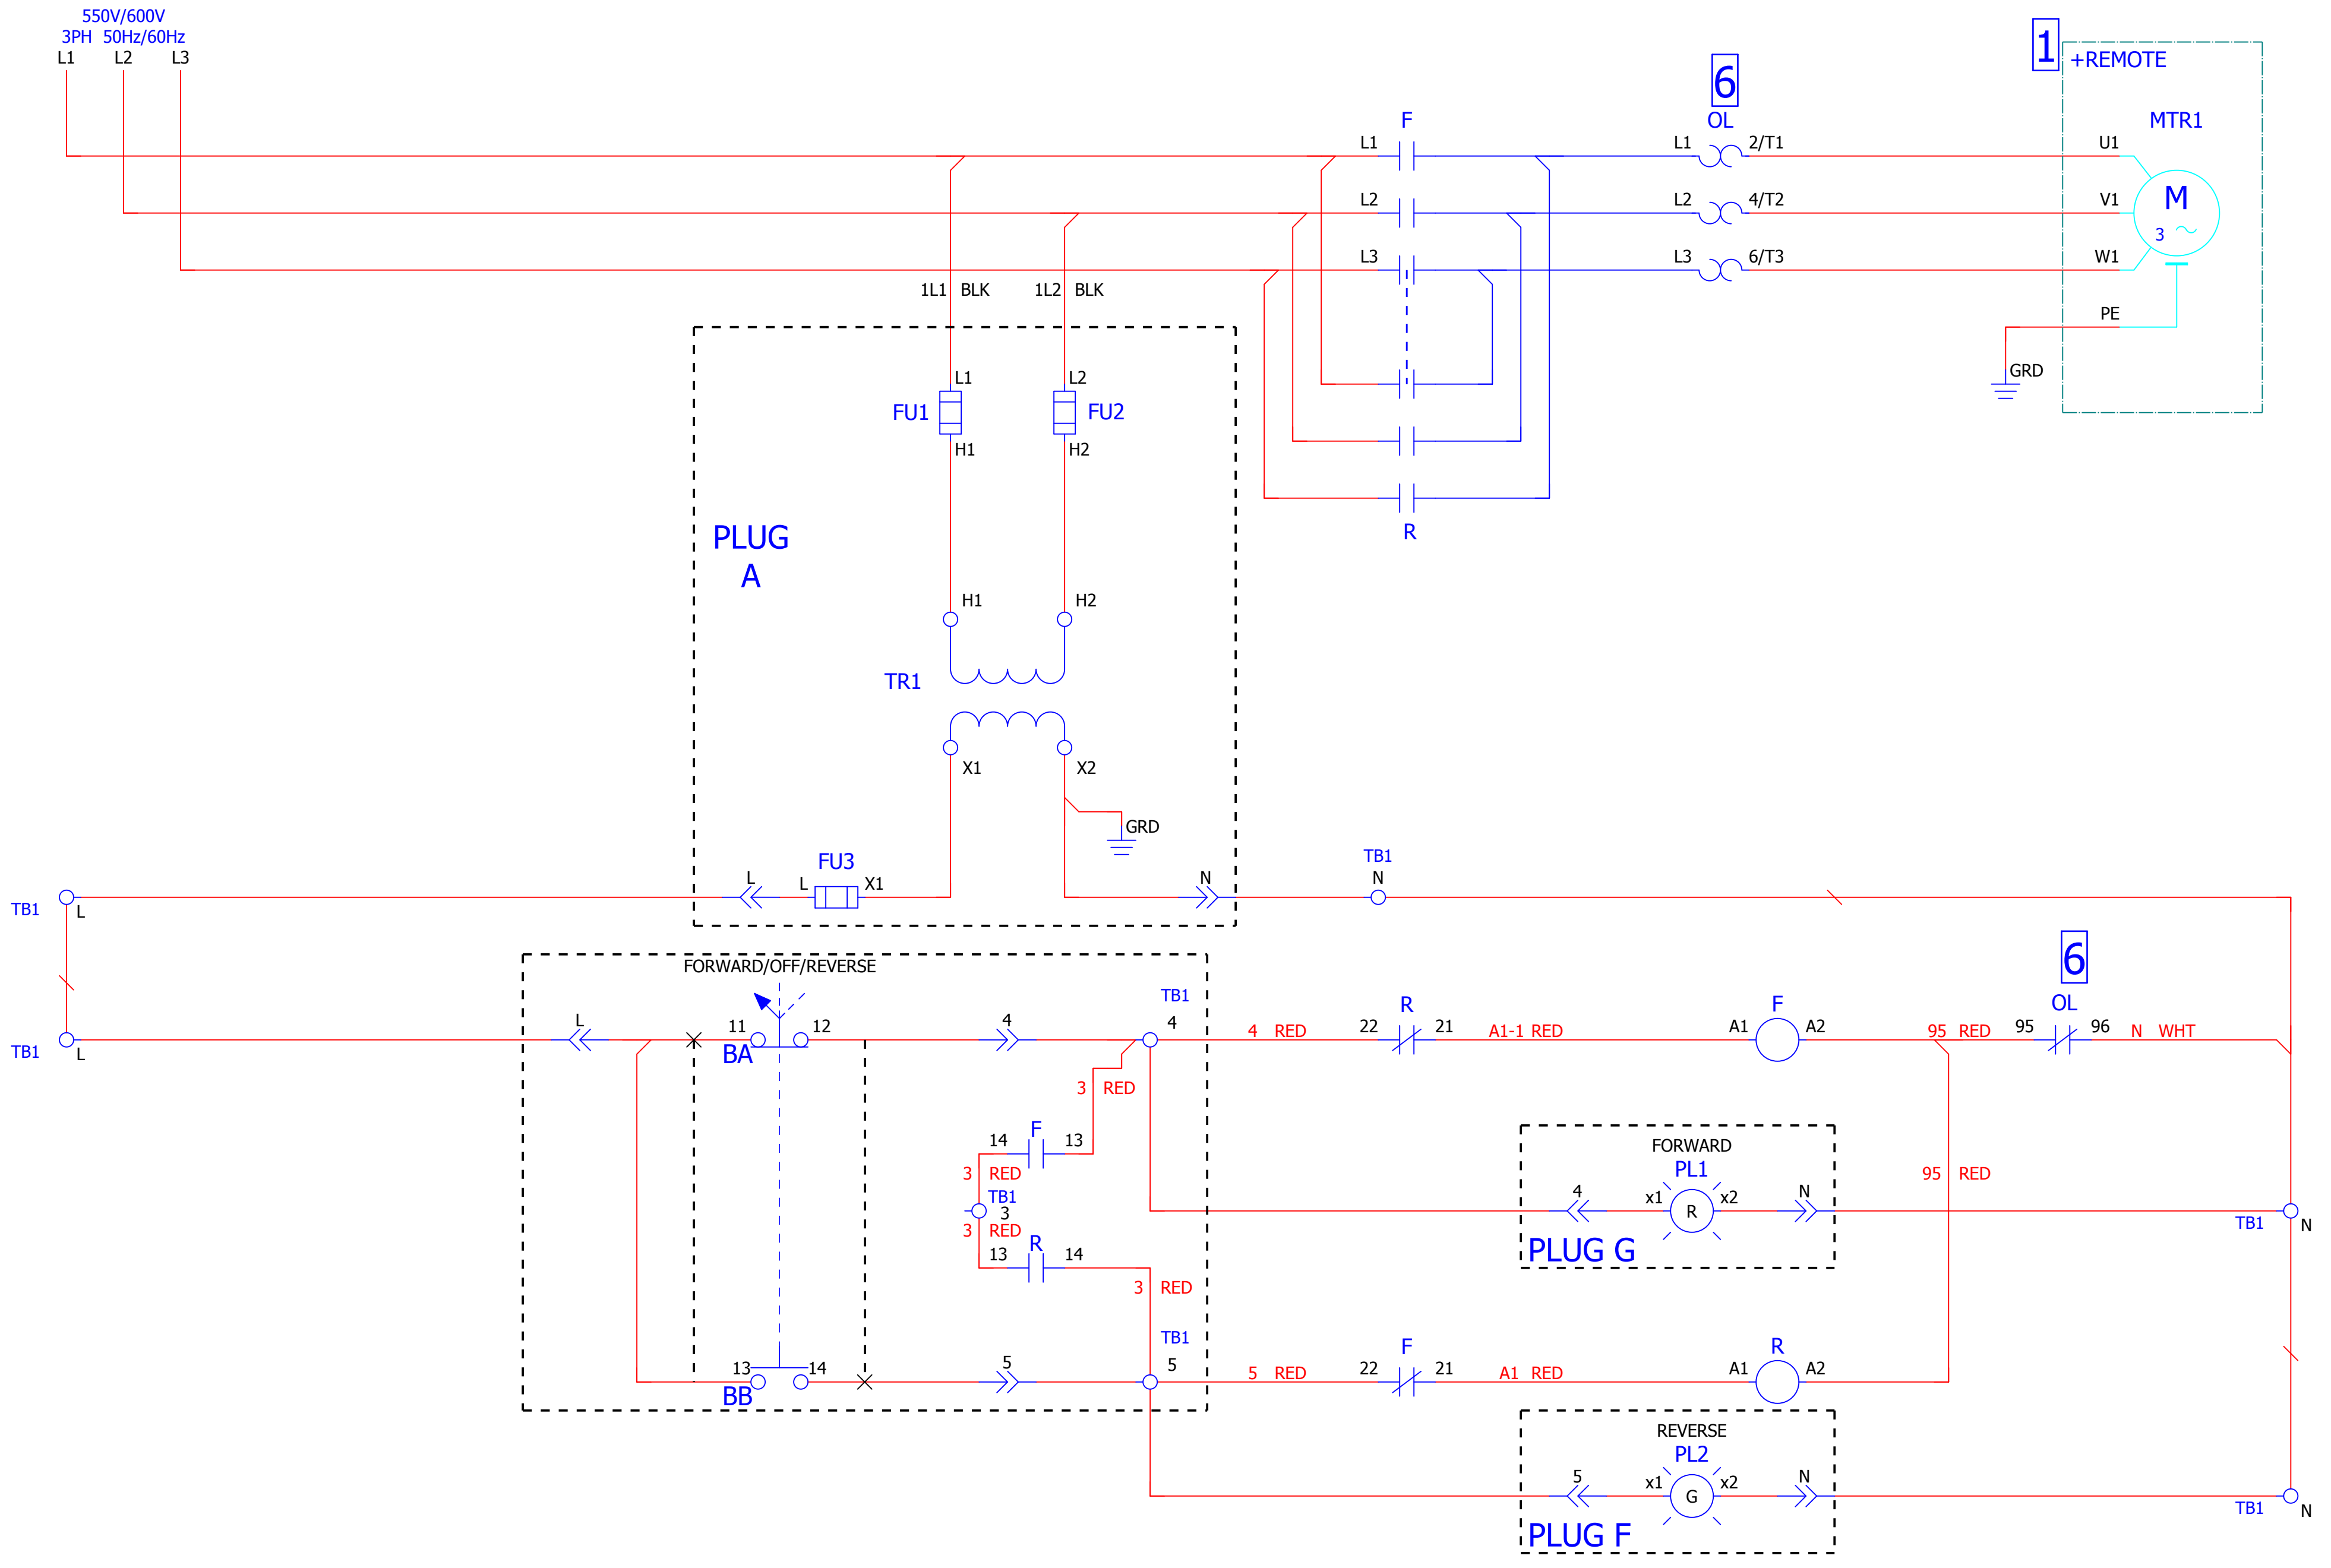 550V/600V
3PH 50Hz/60Hz
L1 L2 L3
1
+REMOTE
6
F OL MTR1
L1 L1 2/T1 U1
L2 L2 4/T2 V1
M
3
L3 L3 6/T3 W1
1L1 BLK 1L2 BLK
PE
GRD
L1 L2
FU1 FU2
H1 H2
R
PLUG
A
H1 H2
TR1
X1 X2
GRD
FU3
TB1
L L X1 N N
TB1 L
6
FORWARD/OFF/REVERSE
TB1
R F OL
L 11 12 4 4
4 RED 22 21 A1-1 RED A1 A2 95 RED 95 96 N WHT
TB1 L
BA
3 RED
F
14 13
FORWARD
PL1
3 RED
95 RED
TB1
3
4 x1 R x2 N
TB1 N
3 RED
R
13 14
PLUG G
3 RED
TB1
F R
13 14 5 5
5 RED 22 21 A1 RED A1 A2
BB
REVERSE
PL2
5 x1 G x2 N
TB1 N
PLUG F